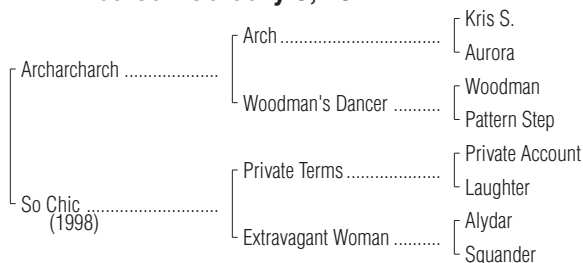 Kris S.
Arch ..................................
Aurora
Archarcharch ....................
Woodman
Woodman's Dancer ..........
Pattern Step
Private Account
Private Terms ....................
Laughter
So Chic ............................
(1998)
Alydar
Extravagant Woman ..........
Squander